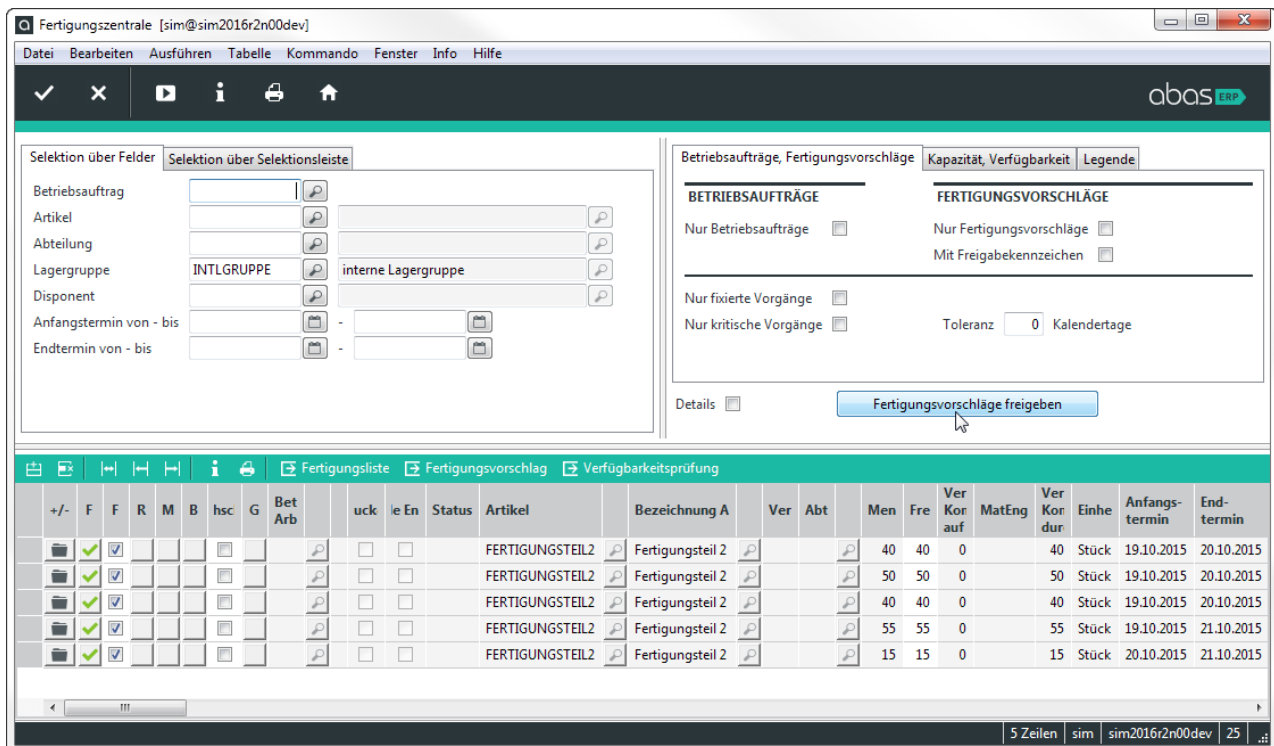 Fertigungszentrale [sim@sim2016r2n00dev]
Datei Bearbeiten Ausführen Tabelle Kommando Fenster Info Hilfe
abas ERP
Selektion über Felder Selektion über Selektionsleiste
Betriebsauftrag
Artikel
Abteilung
Lagergruppe INTLGRUPPE interne Lagergruppe
Disponent
Anfangstermin von - bis -
Endtermin von - bis -
Betriebsaufträge, Fertigungsvorschläge Kapazität, Verfügbarkeit Legende
BETRIEBSAUFTRÄGE FERTIGUNGSVORSCHLÄGE
Nur Betriebsaufträge Nur Fertigungsvorschläge
Mit Freigabekennzeichen
Nur fixierte Vorgänge
Nur kritische Vorgänge Toleranz 0 Kalendertage
Details Fertigungsvorschläge freigeben
Fertigungsliste Fertigungsvorschlag Verfügbarkeitsprüfung
+/- F F R M B hsc G Bet Arb uck le En Status Artikel Bezeichnung A Ver Abt Men Fre Ver Kon auf MatEng Ver Kon dur Einhe Anfangs-termin End-termin
FERTIGUNGSTEIL2 Fertigungsteil 2 40 40 0 40 Stück 19.10.2015 20.10.2015
FERTIGUNGSTEIL2 Fertigungsteil 2 50 50 0 50 Stück 19.10.2015 20.10.2015
FERTIGUNGSTEIL2 Fertigungsteil 2 40 40 0 40 Stück 19.10.2015 20.10.2015
FERTIGUNGSTEIL2 Fertigungsteil 2 55 55 0 55 Stück 19.10.2015 21.10.2015
FERTIGUNGSTEIL2 Fertigungsteil 2 15 15 0 15 Stück 20.10.2015 21.10.2015
5 Zeilen sim sim2016r2n00dev 25